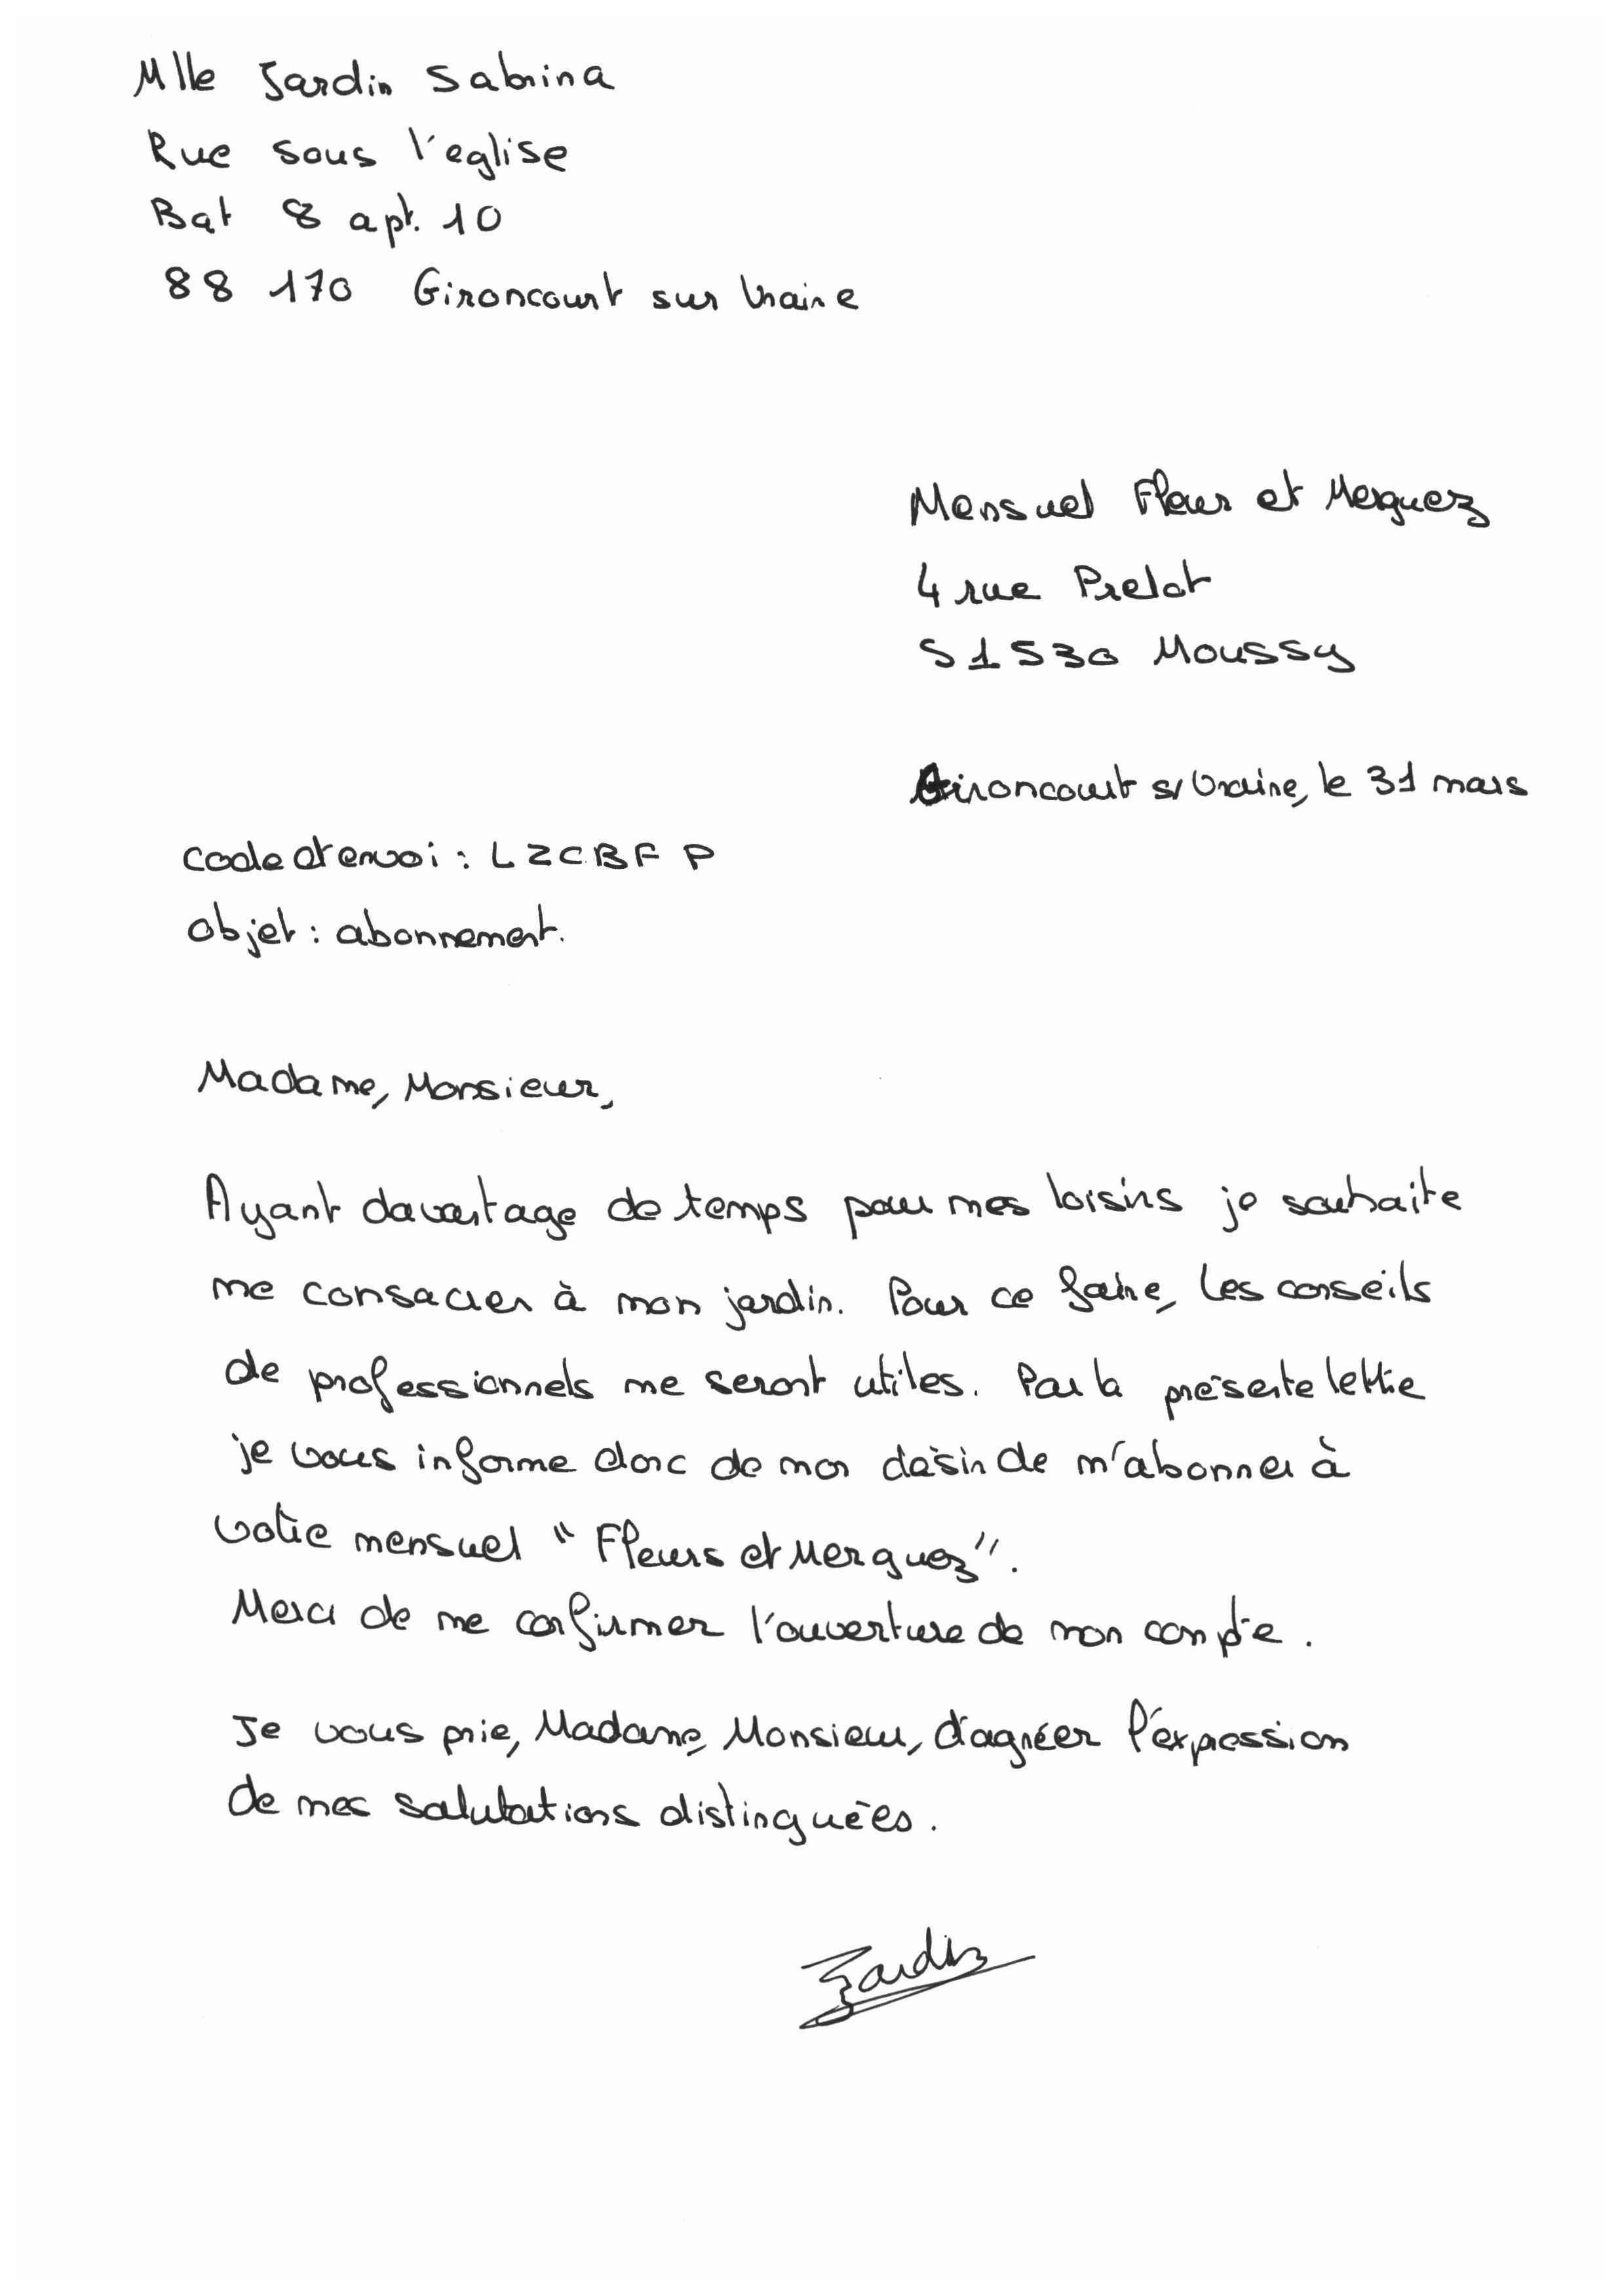 Mlle Jardin Sabrina
Rue sous l'eglise
Bat 8 apt. 10
88 170 Gironcourt sur Vraine
Mensuel Fleurs et Merguez
4 rue Prelot
51530 Moussy
Gironcourt s/ Vraine, le 31 mars
code d'envoi : LZCBFP
objet : abonnement.
Madame, Monsieur,
Ayant davantage de temps pour mes loisirs je souhaite
me consacrer à mon jardin. Pour ce faire, les conseils
de professionnels me seront utiles. Par la présente lettre
je vous informe donc de mon désir de m'abonner à
votre mensuel "Fleurs et Merguez".
Merci de me confirmer l'ouverture de mon compte.
Je vous prie, Madame, Monsieur, d'agréer l'expression
de mes salutations distinguées.
Jardin